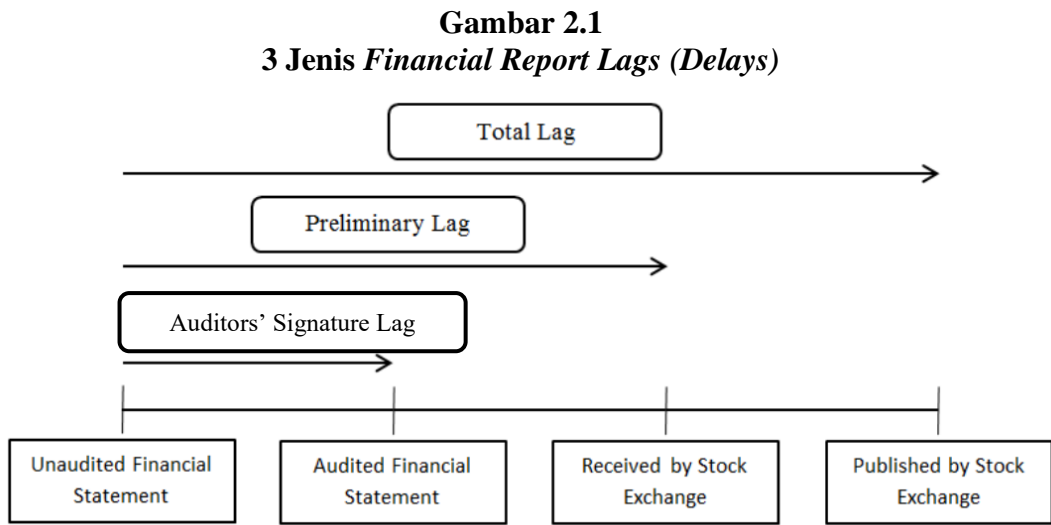 Gambar 2.1
3 Jenis Financial Report Lags (Delays)
Total Lag
Preliminary Lag
Auditors’ Signature Lag
Unaudited Financial
Statement
Audited Financial
Statement
Received by Stock
Exchange
Published by Stock
Exchange